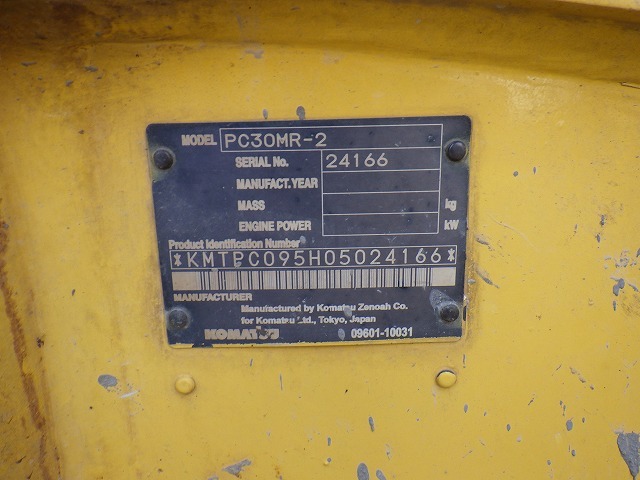 MODEL PC30MR-2
SERIAL No. 24166
MANUFACT.YEAR
MASS kg
ENGINE POWER kW
Product Identification Number
*KMTPC095H05024166*
MANUFACTURER
Manufactured by Komatsu Zenoah Co.
for Komatsu Ltd., Tokyo, Japan
KOMATSU 09601-10031